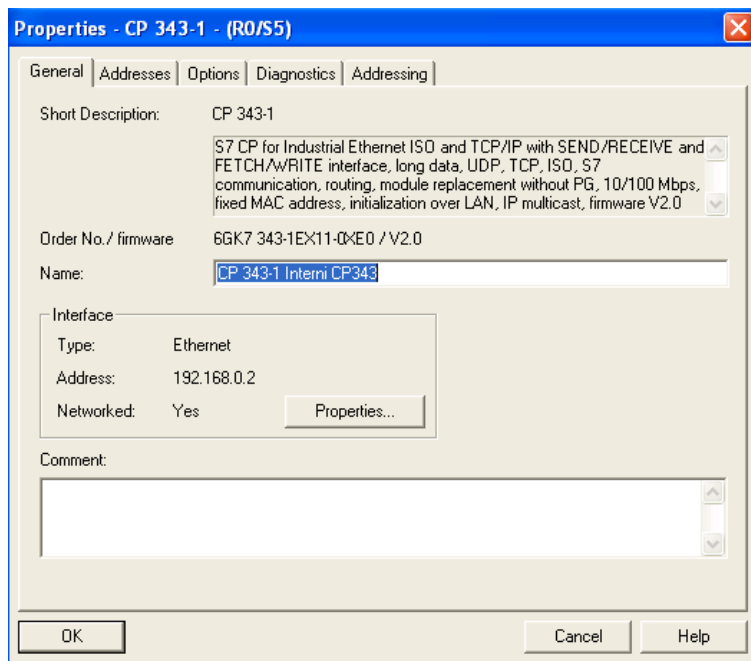 Properties - CP 343-1 - (R0/S5)
General Addresses Options Diagnostics Addressing
Short Description: CP 343-1
S7 CP for Industrial Ethernet ISO and TCP/IP with SEND/RECEIVE and
FETCH/WRITE interface, long data, UDP, TCP, ISO, S7
communication, routing, module replacement without PG, 10/100 Mbps,
fixed MAC address, initialization over LAN, IP multicast, firmware V2.0
Order No./ firmware 6GK7 343-1EX11-0XE0 / V2.0
Name: CP 343-1 Interni CP343
Interface
Type: Ethernet
Address: 192.168.0.2
Networked: Yes Properties...
Comment:
OK Cancel Help